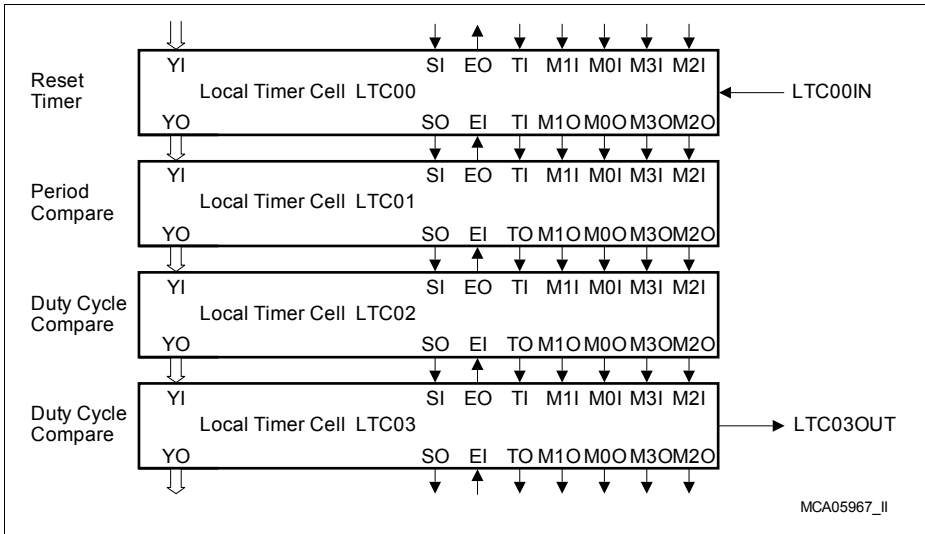 YI SI EO TI M1I M0I M3I M2I
Reset
Timer
Local Timer Cell LTC00
LTC00IN
YO SO EI TI M1O M0O M3O M2O
YI SI EO TI M1I M0I M3I M2I
Period
Compare
Local Timer Cell LTC01
YO SO EI TO M1O M0O M3O M2O
YI SI EO TI M1I M0I M3I M2I
Duty Cycle
Compare
Local Timer Cell LTC02
YO SO EI TO M1O M0O M3O M2O
YI SI EO TI M1I M0I M3I M2I
Duty Cycle
Compare
Local Timer Cell LTC03
LTC03OUT
YO SO EI TO M1O M0O M3O M2O
MCA05967_II